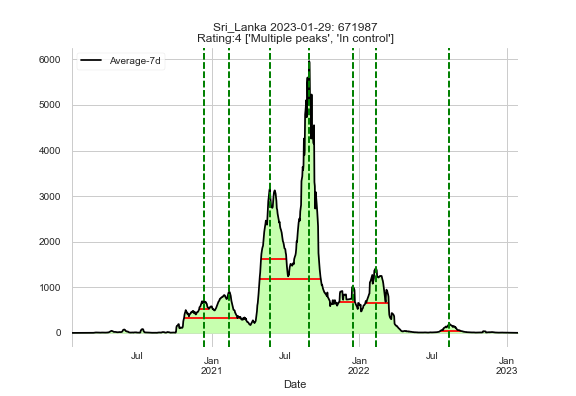 Sri_Lanka 2023-01-29: 671987
Rating:4 ['Multiple peaks', 'In control']
Average-7d
6000
5000
4000
3000
2000
1000
0
Jul
Jan
2021
Jul
Jan
2022
Jul
Jan
2023
Date